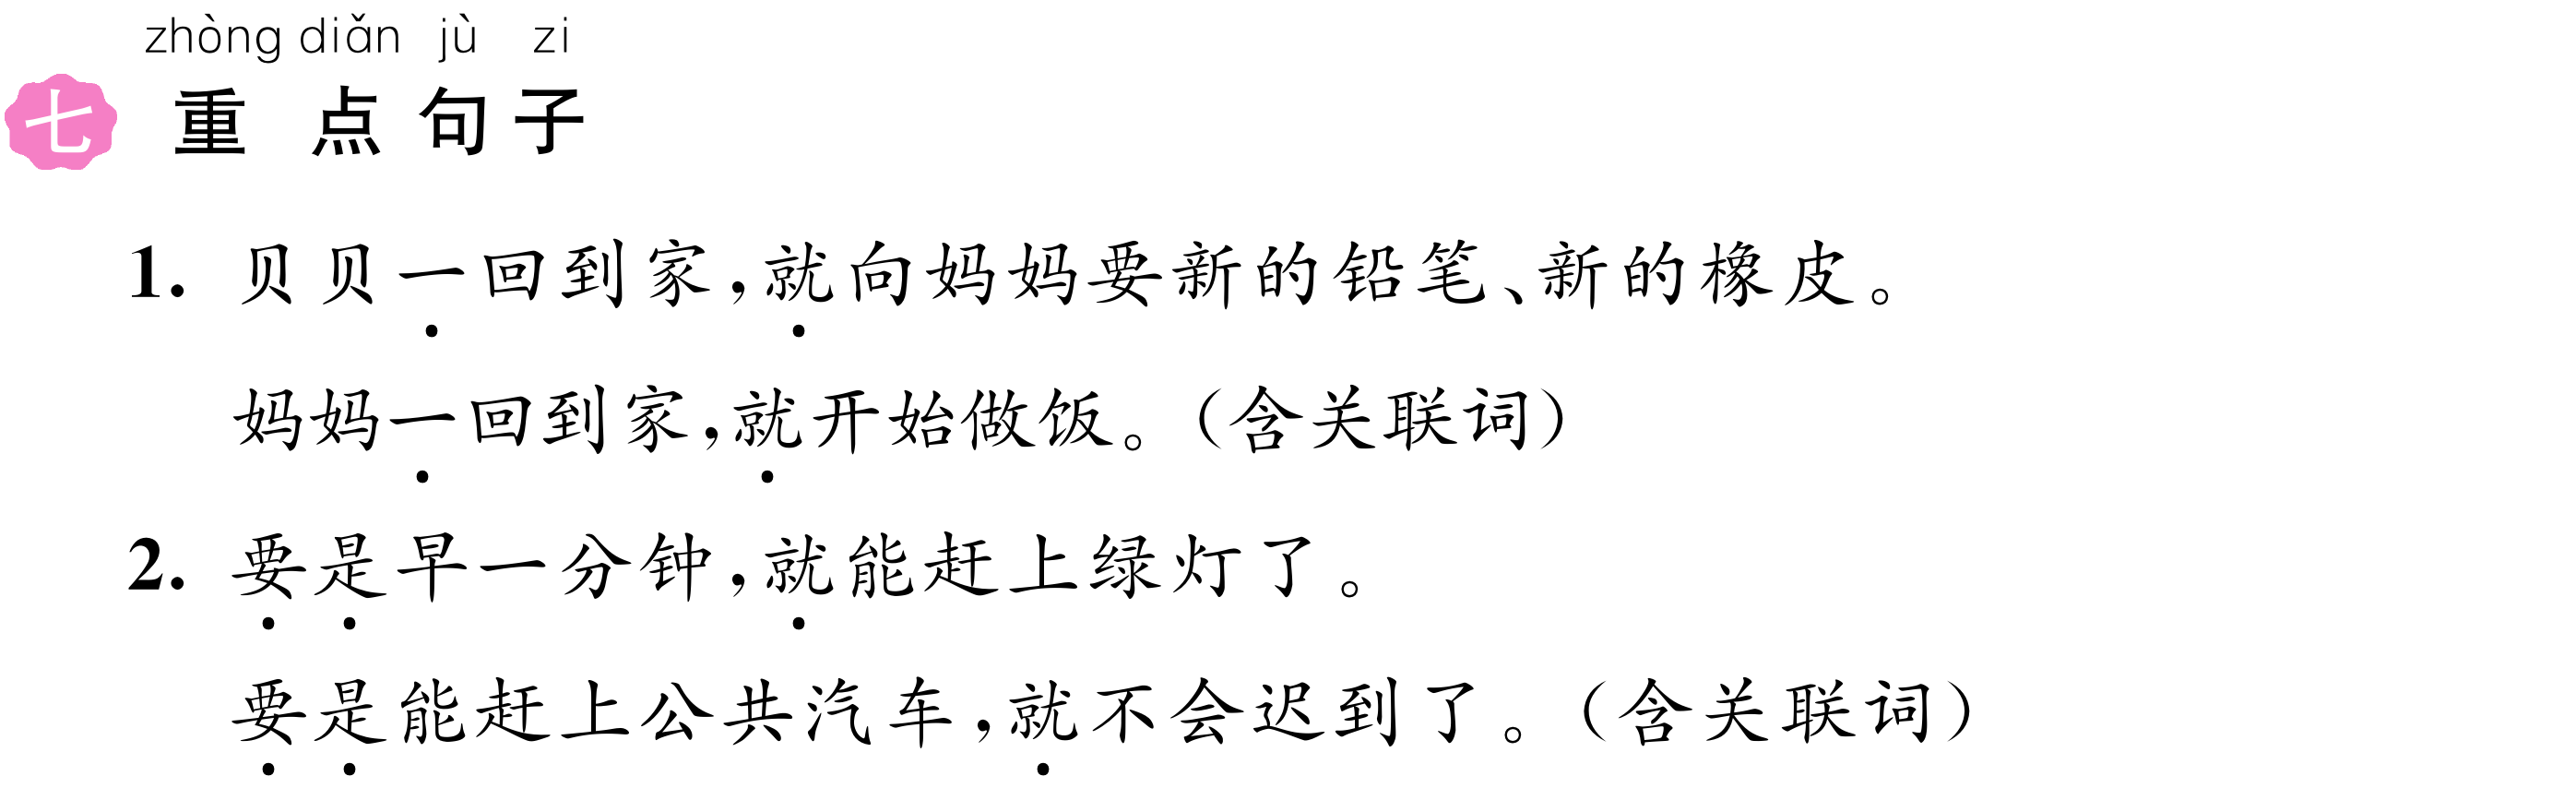 zhòng diǎn jù zi
七 重点句子
1. 贝贝一回到家,就向妈妈要新的铅笔、新的橡皮。
妈妈一回到家,就开始做饭。(含关联词)
2. 要是早一分钟,就能赶上绿灯了。
要是能赶上公共汽车,就不会迟到了。(含关联词)